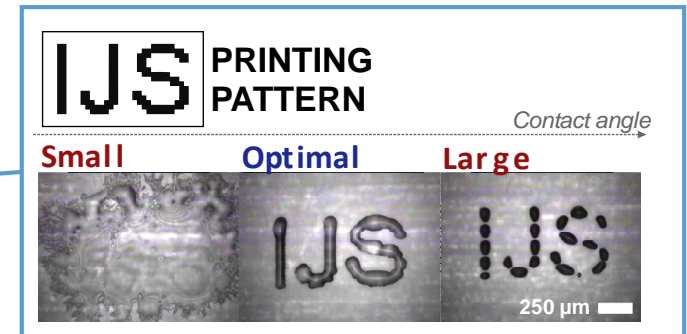 IJS
PRINTING
PATTERN
Contact angle
Small
Optimal
Large
IJS
IJS
250 µm